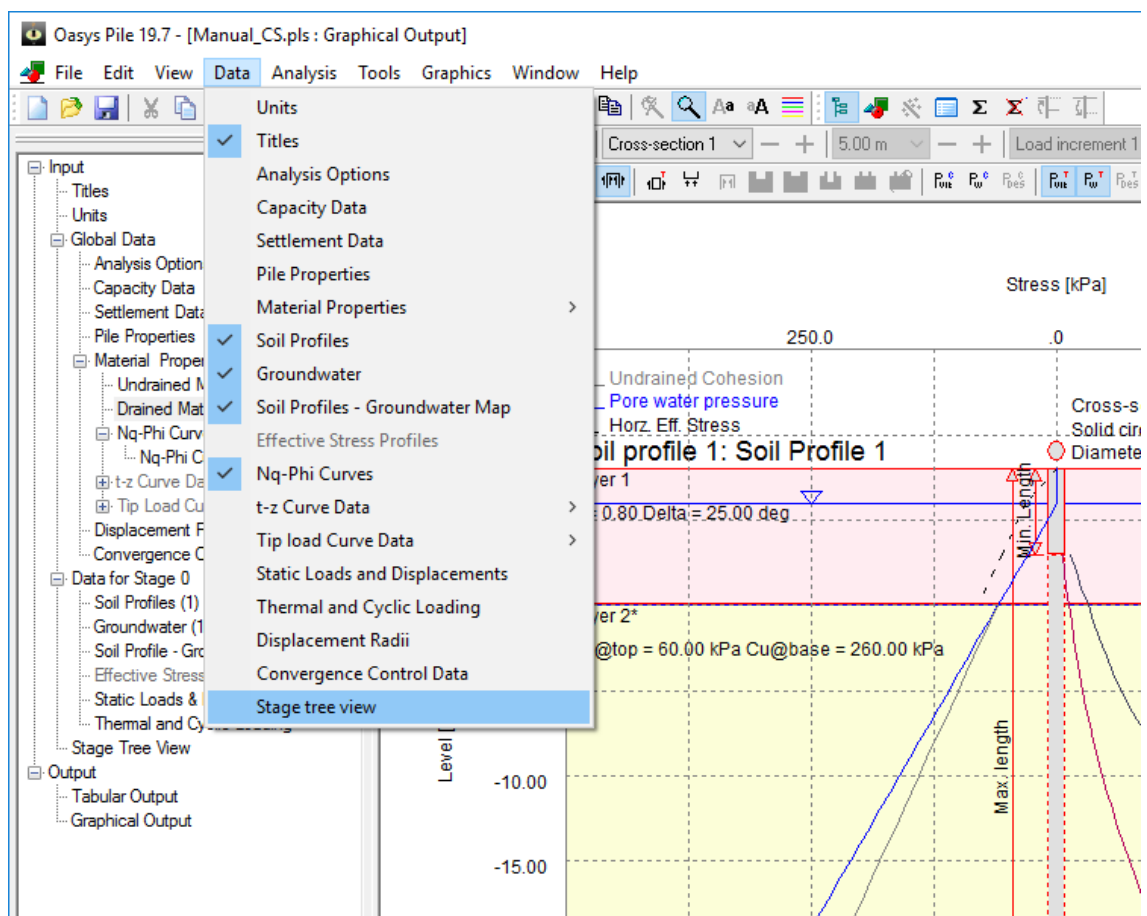 Oasys Pile 19.7 - [Manual_CS.pls : Graphical Output]
File Edit View Data Analysis Tools Graphics Window Help
Aa aA Σ Σ
Cross-section 1 5.00 m Load increment 1
Input
Titles
Units
Global Data
Analysis Option
Capacity Data
Settlement Data
Pile Properties
Material Proper
Undrained M
Drained Mat
Nq-Phi Curv
Nq-Phi C
t-z Curve Da
Tip Load Cu
Displacement F
Convergence C
Data for Stage 0
Soil Profiles (1)
Groundwater (1
Soil Profile - Gro
Effective Stress
Static Loads &
Thermal and Cyclic Loading
Stage Tree View
Output
Tabular Output
Graphical Output
Units
Titles
Analysis Options
Capacity Data
Settlement Data
Pile Properties
Material Properties
Soil Profiles
Groundwater
Soil Profiles - Groundwater Map
Effective Stress Profiles
Nq-Phi Curves
t-z Curve Data
Tip load Curve Data
Static Loads and Displacements
Thermal and Cyclic Loading
Displacement Radii
Convergence Control Data
Stage tree view
Stress [kPa]
250.0 .0
Undrained Cohesion
Pore water pressure
Horz. Eff. Stress
Cross-s
Solid circ
Diamete
oil profile 1: Soil Profile 1
yer 1
= 0.80 Delta = 25.00 deg
Min. Length
yer 2*
@top = 60.00 kPa Cu@base = 260.00 kPa
Max. length
Level [
-10.00
-15.00